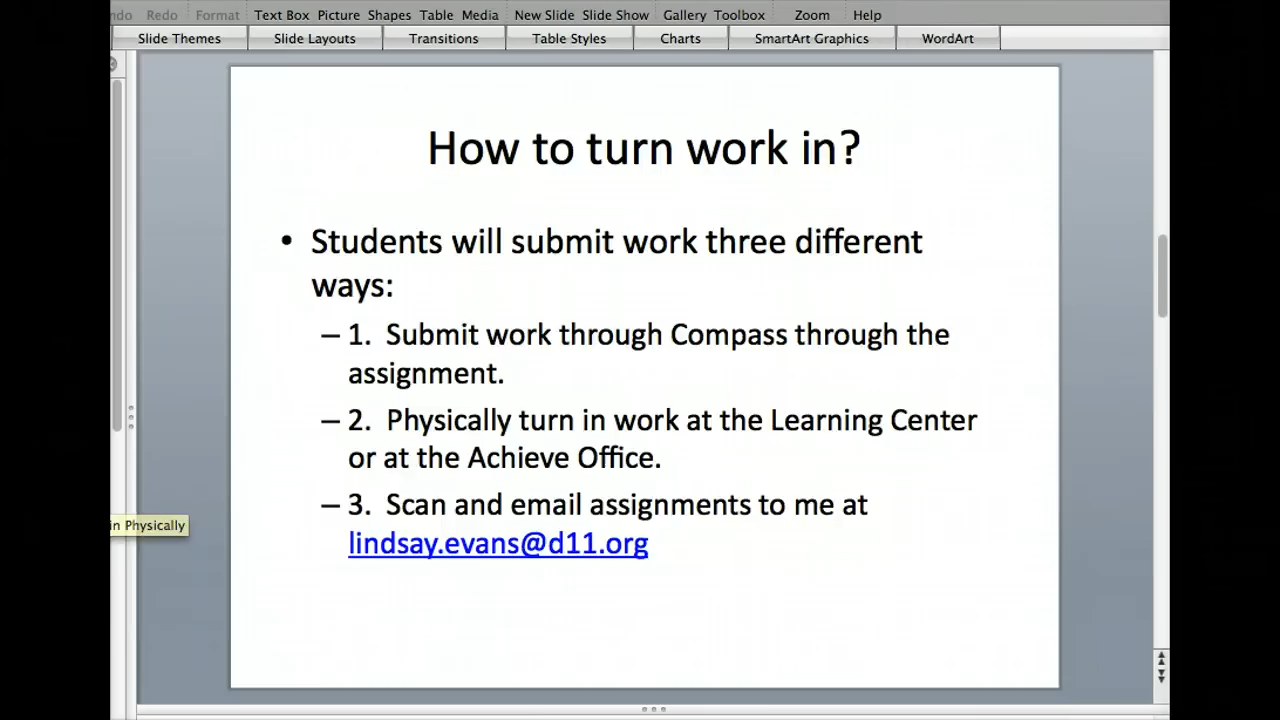 Redo Format Text Box Picture Shapes Table Media New Slide Slide Show Gallery Toolbox Zoom Help
Slide Themes Slide Layouts Transitions Table Styles Charts SmartArt Graphics WordArt
How to turn work in?
• Students will submit work three different
ways:
– 1. Submit work through Compass through the
assignment.
– 2. Physically turn in work at the Learning Center
or at the Achieve Office.
– 3. Scan and email assignments to me at
lindsay.evans@d11.org
in Physically